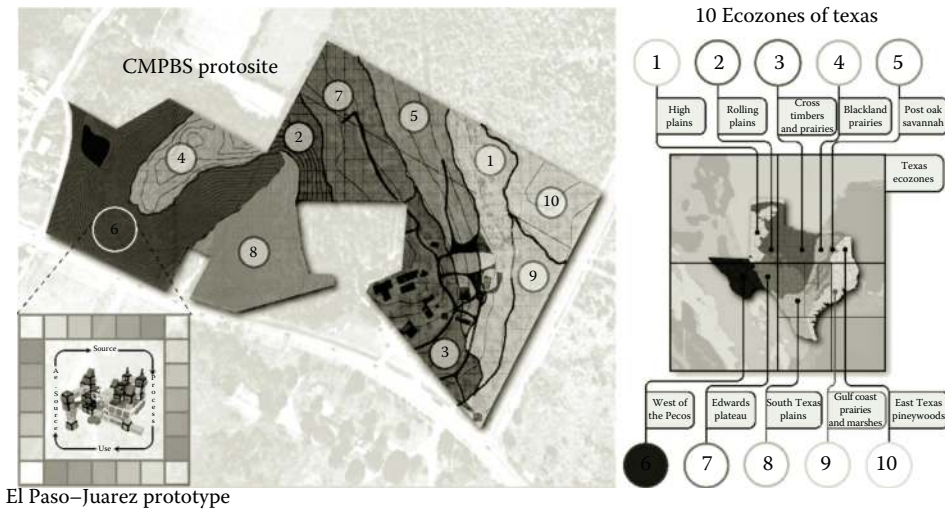 10 Ecozones of texas
CMPBS protosite
1
2
3
4
5
High
plains
Rolling
plains
Cross
timbers
and prairies
Blackland
prairies
Post oak
savannah
Texas
ecozones
7
5
2
4
1
10
6
8
9
3
Source
Process
Use
Re-Source
West of
the Pecos
Edwards
plateau
South Texas
plains
Gulf coast
prairies
and marshes
East Texas
pineywoods
6
7
8
9
10
El Paso–Juarez prototype